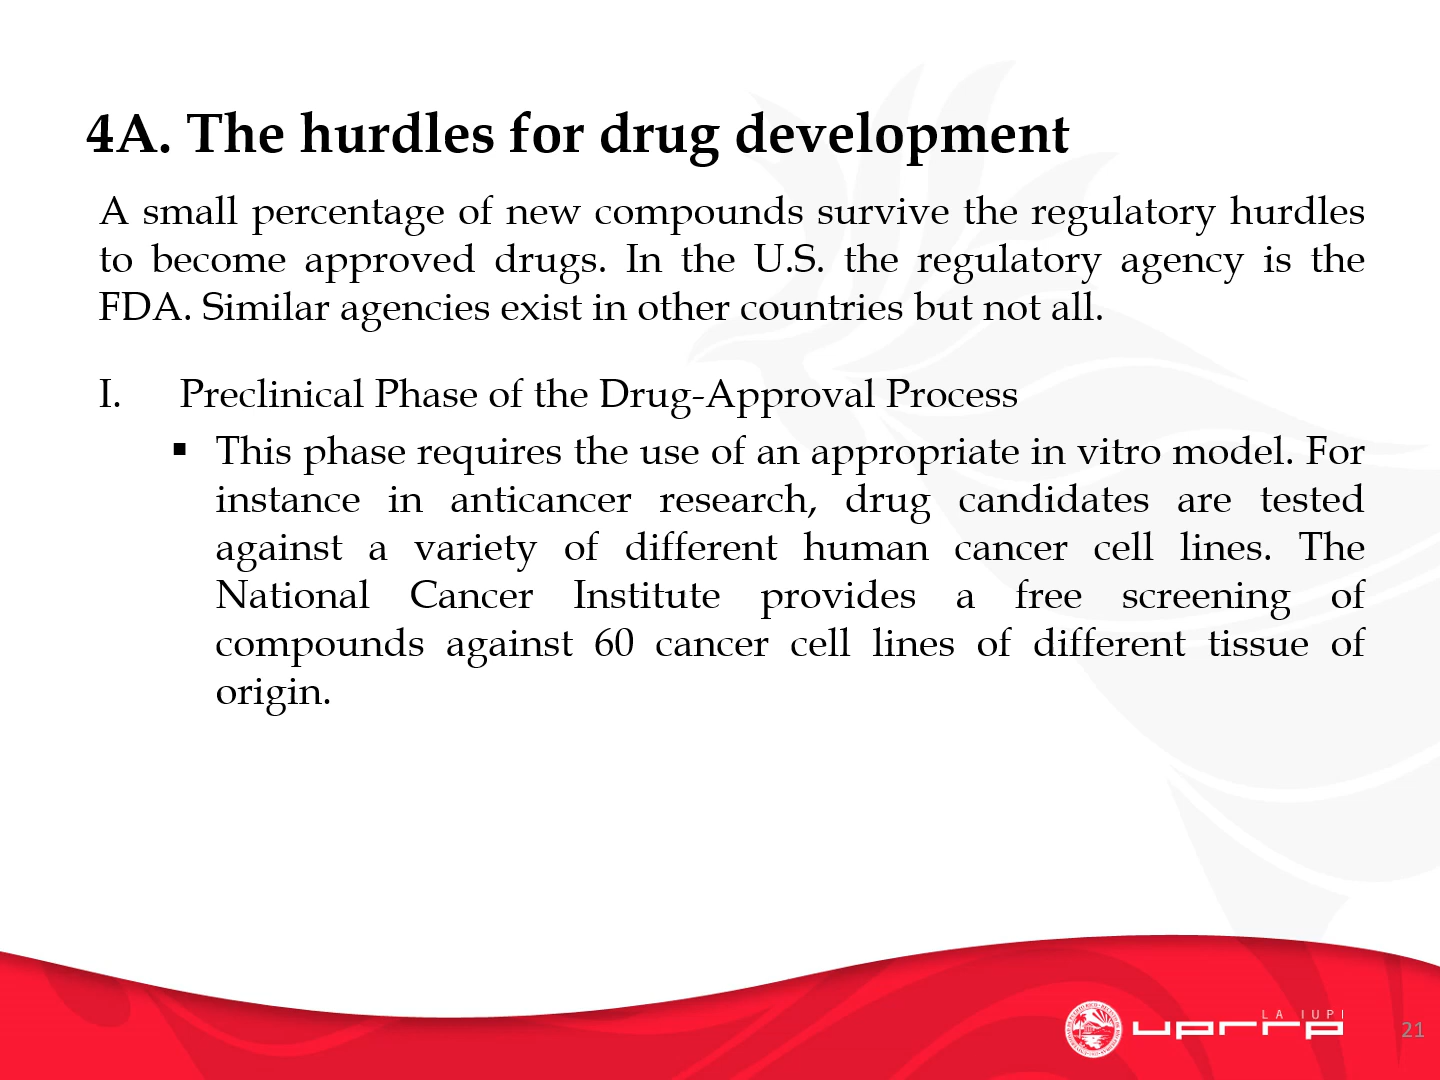 4A. The hurdles for drug development
A small percentage of new compounds survive the regulatory hurdles
to become approved drugs. In the U.S. the regulatory agency is the
FDA. Similar agencies exist in other countries but not all.
I. Preclinical Phase of the Drug-Approval Process
▪ This phase requires the use of an appropriate in vitro model. For
instance in anticancer research, drug candidates are tested
against a variety of different human cancer cell lines. The
National Cancer Institute provides a free screening of
compounds against 60 cancer cell lines of different tissue of
origin.
LA IUPI
uprrp
21